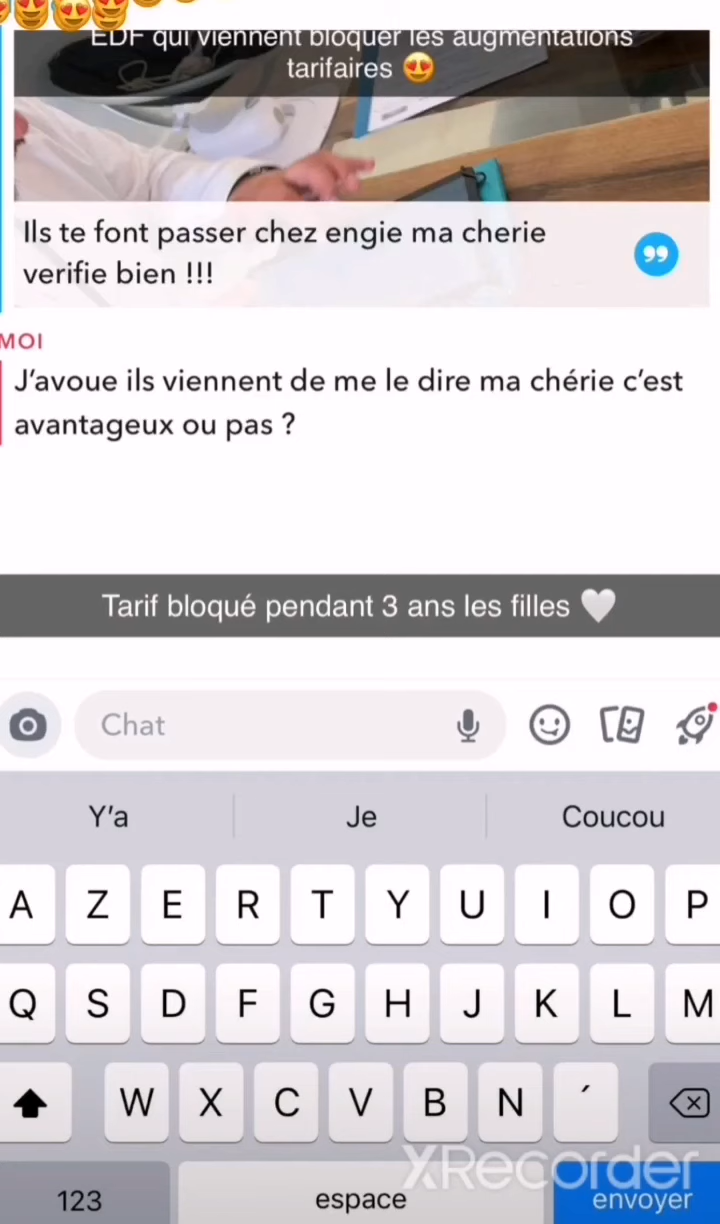 EDF qui viennent bloquer les augmentations
tarifaires 😍
Ils te font passer chez engie ma cherie
verifie bien !!!
MOI
J'avoue ils viennent de me le dire ma chérie c'est
avantageux ou pas ?
Tarif bloqué pendant 3 ans les filles 🤍
Chat
Y'a Je Coucou
A Z E R T Y U I O P
Q S D F G H J K L M
W X C V B N ´
XRecorder
123 espace envoyer